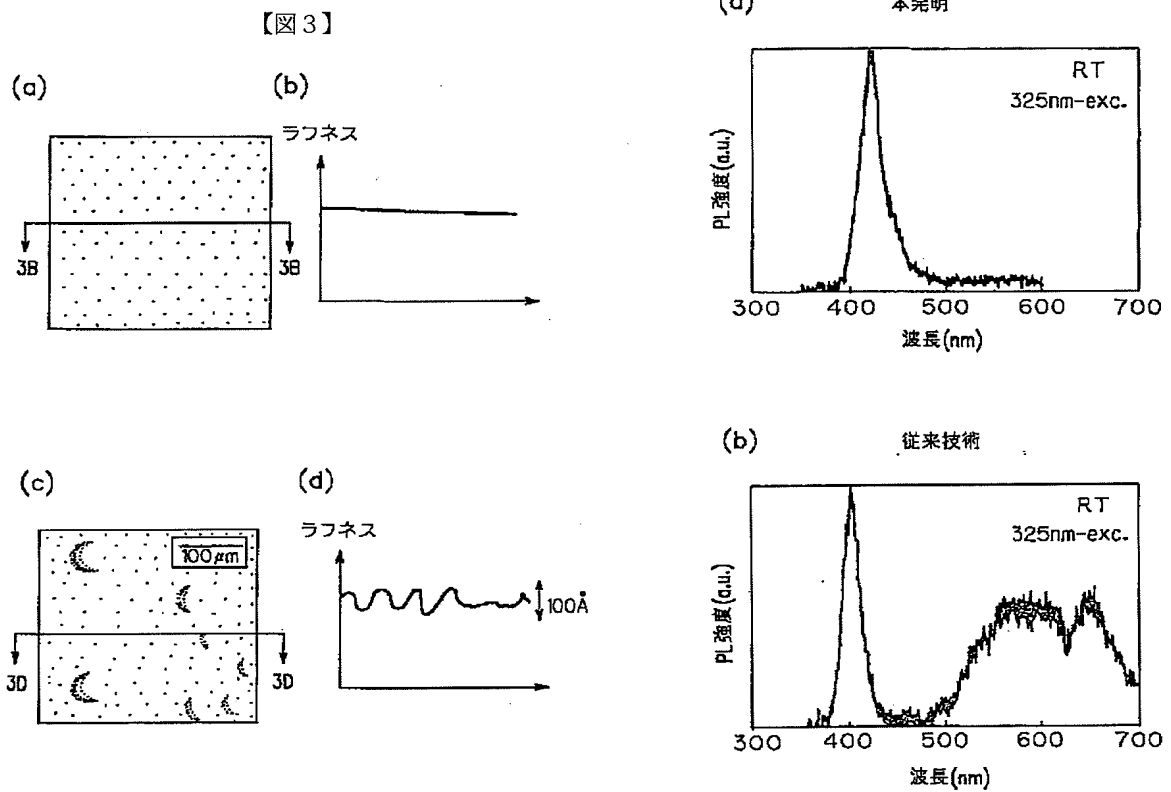 【図3】
(a)
(b)
ラフネス
3B
3B
(c)
(d)
100μm
ラフネス
100Å
3D
3D
本発明
RT
325nm-exc.
PL強度(a.u.)
300 400 500 600 700
波長(nm)
(b)
従来技術
RT
325nm-exc.
PL強度(a.u.)
300 400 500 600 700
波長(nm)